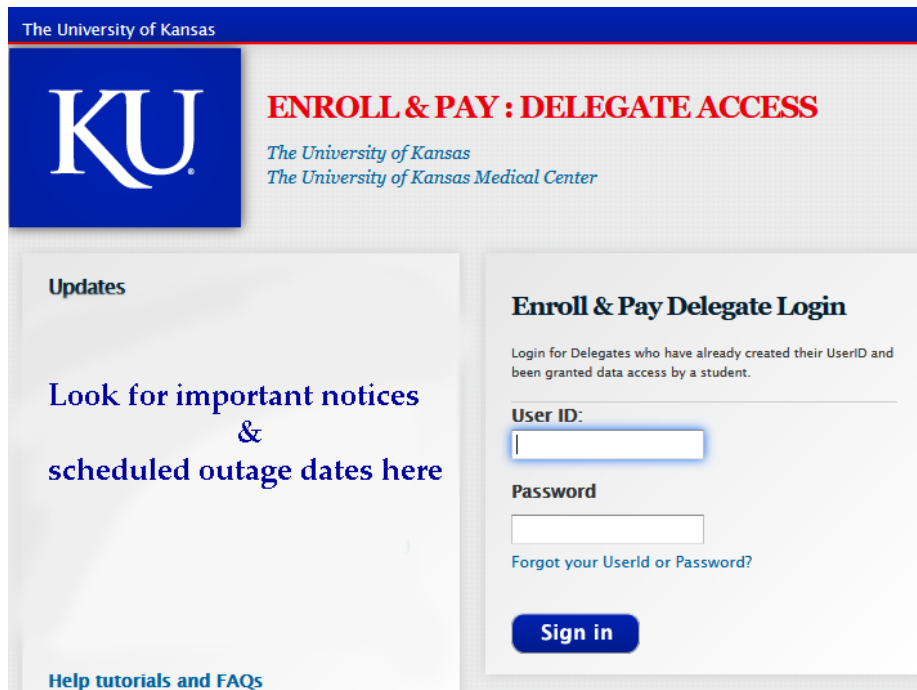 The University of Kansas
KU
ENROLL & PAY : DELEGATE ACCESS
The University of Kansas
The University of Kansas Medical Center
Updates
Look for important notices
&
scheduled outage dates here
Help tutorials and FAQs
Enroll & Pay Delegate Login
Login for Delegates who have already created their UserID and
been granted data access by a student.
User ID:
Password
Forgot your UserId or Password?
Sign in